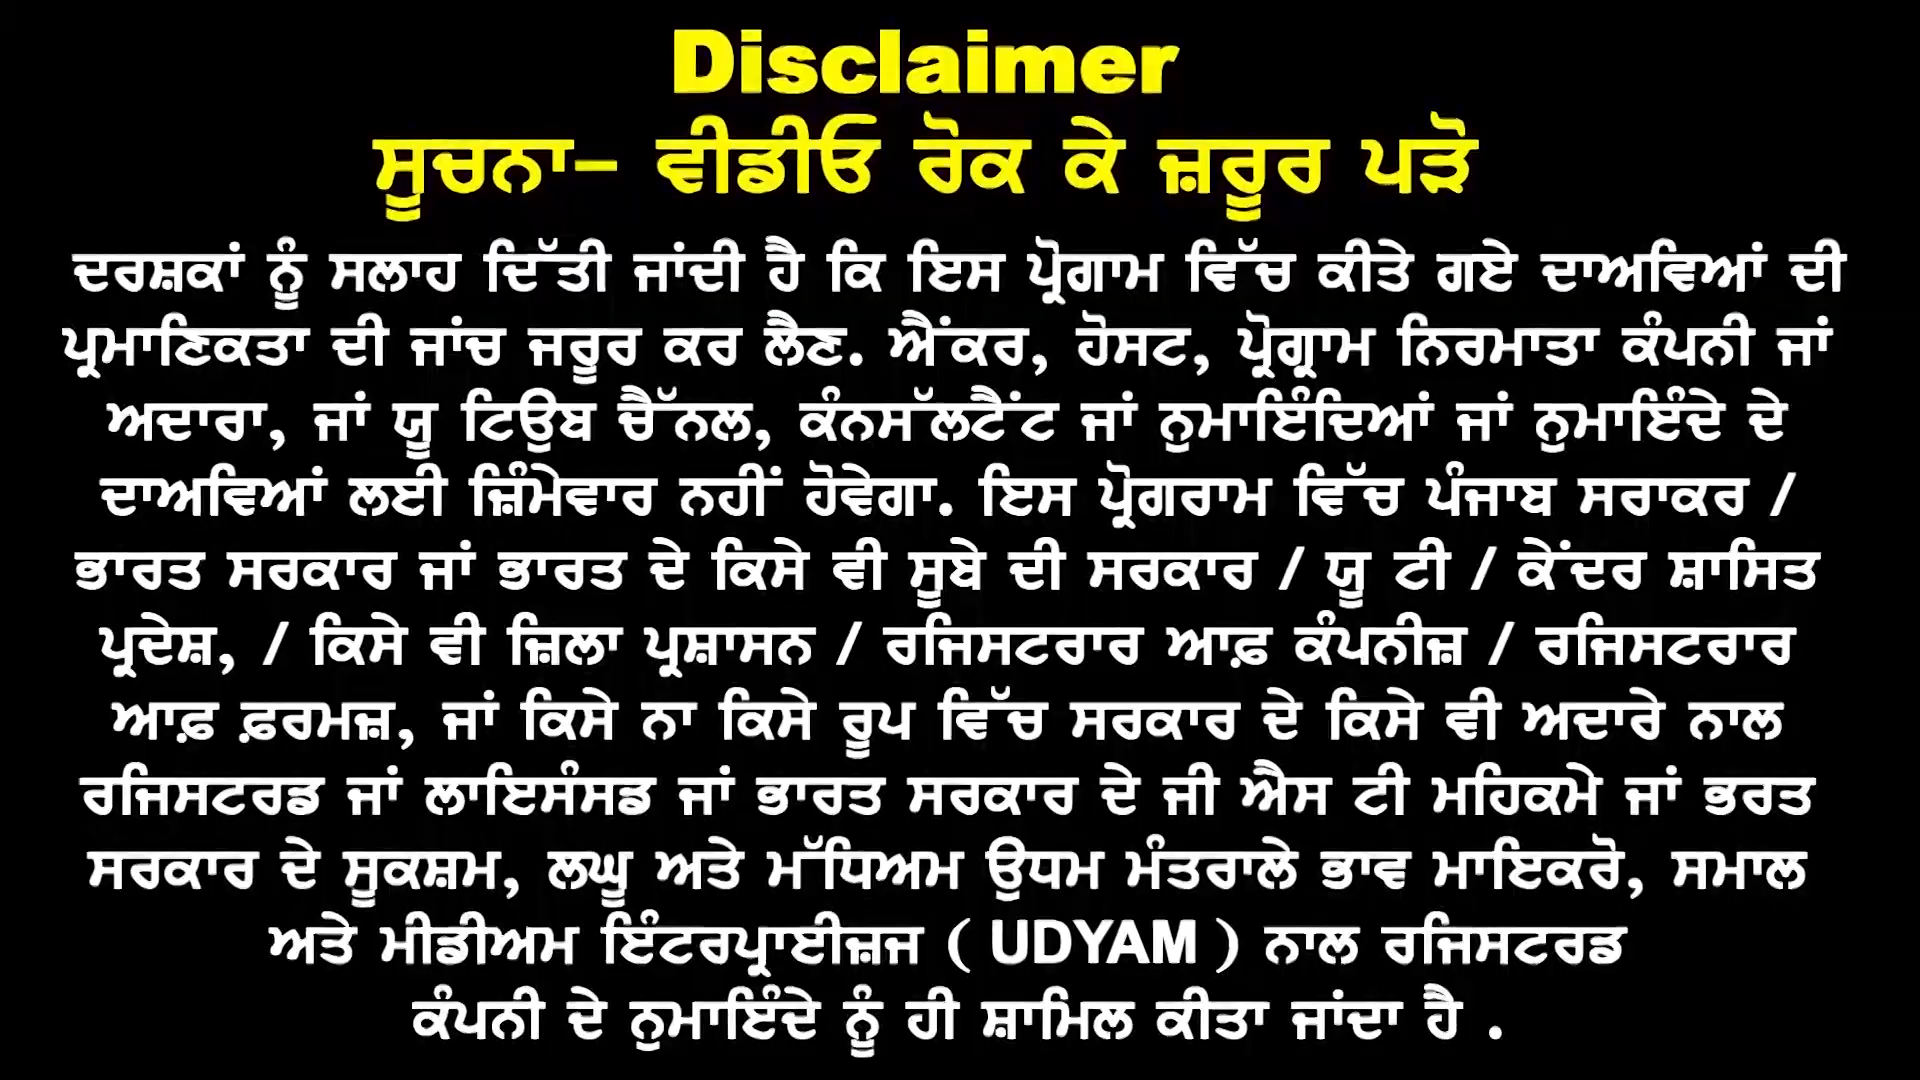 Disclaimer
ਸੂਚਨਾ- ਵੀਡੀਓ ਰੋਕ ਕੇ ਜ਼ਰੂਰ ਪੜੋ
ਦਰਸ਼ਕਾਂ ਨੂੰ ਸਲਾਹ ਦਿੱਤੀ ਜਾਂਦੀ ਹੈ ਕਿ ਇਸ ਪ੍ਰੋਗਾਮ ਵਿੱਚ ਕੀਤੇ ਗਏ ਦਾਅਵਿਆਂ ਦੀ
ਪ੍ਰਮਾਣਿਕਤਾ ਦੀ ਜਾਂਚ ਜਰੂਰ ਕਰ ਲੈਣ. ਐਂਕਰ, ਹੋਸਟ, ਪ੍ਰੋਗ੍ਰਾਮ ਨਿਰਮਾਤਾ ਕੰਪਨੀ ਜਾਂ
ਅਦਾਰਾ, ਜਾਂ ਯੂ ਟਿਉਬ ਚੈੱਨਲ, ਕੰਨਸੱਲਟੈਂਟ ਜਾਂ ਨੁਮਾਇੰਦਿਆਂ ਜਾਂ ਨੁਮਾਇੰਦੇ ਦੇ
ਦਾਅਵਿਆਂ ਲਈ ਜ਼ਿੰਮੇਵਾਰ ਨਹੀਂ ਹੋਵੇਗਾ. ਇਸ ਪ੍ਰੋਗਰਾਮ ਵਿੱਚ ਪੰਜਾਬ ਸਰਾਕਰ /
ਭਾਰਤ ਸਰਕਾਰ ਜਾਂ ਭਾਰਤ ਦੇ ਕਿਸੇ ਵੀ ਸੂਬੇ ਦੀ ਸਰਕਾਰ / ਯੂ ਟੀ / ਕੇਂਦਰ ਸ਼ਾਸਿਤ
ਪ੍ਰਦੇਸ਼, / ਕਿਸੇ ਵੀ ਜ਼ਿਲਾ ਪ੍ਰਸ਼ਾਸਨ / ਰਜਿਸਟਰਾਰ ਆਫ਼ ਕੰਪਨੀਜ਼ / ਰਜਿਸਟਰਾਰ
ਆਫ਼ ਫ਼ਰਮਜ਼, ਜਾਂ ਕਿਸੇ ਨਾ ਕਿਸੇ ਰੂਪ ਵਿੱਚ ਸਰਕਾਰ ਦੇ ਕਿਸੇ ਵੀ ਅਦਾਰੇ ਨਾਲ
ਰਜਿਸਟਰਡ ਜਾਂ ਲਾਇਸੰਸਡ ਜਾਂ ਭਾਰਤ ਸਰਕਾਰ ਦੇ ਜੀ ਐਸ ਟੀ ਮਹਿਕਮੇ ਜਾਂ ਭਰਤ
ਸਰਕਾਰ ਦੇ ਸੂਕਸ਼ਮ, ਲਘੂ ਅਤੇ ਮੱਧਿਅਮ ਉਧਮ ਮੰਤਰਾਲੇ ਭਾਵ ਮਾਇਕਰੋ, ਸਮਾਲ
ਅਤੇ ਮੀਡੀਅਮ ਇੰਟਰਪ੍ਰਾਈਜ਼ਜ ( UDYAM ) ਨਾਲ ਰਜਿਸਟਰਡ
ਕੰਪਨੀ ਦੇ ਨੁਮਾਇੰਦੇ ਨੂੰ ਹੀ ਸ਼ਾਮਿਲ ਕੀਤਾ ਜਾਂਦਾ ਹੈ .